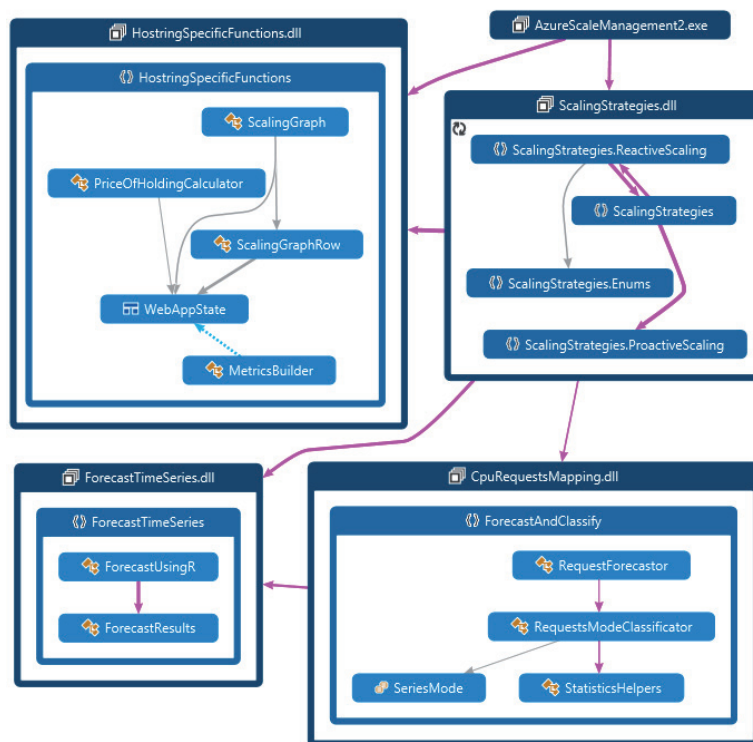 HostringSpecificFunctions.dll
HostringSpecificFunctions
ScalingGraph
PriceOfHoldingCalculator
ScalingGraphRow
WebAppState
MetricsBuilder
AzureScaleManagement2.exe
ScalingStrategies.dll
ScalingStrategies.ReactiveScaling
ScalingStrategies
ScalingStrategies.Enums
ScalingStrategies.ProactiveScaling
ForecastTimeSeries.dll
ForecastTimeSeries
ForecastUsingR
ForecastResults
CpuRequestsMapping.dll
ForecastAndClassify
RequestForecastor
RequestsModeClassificator
SeriesMode
StatisticsHelpers